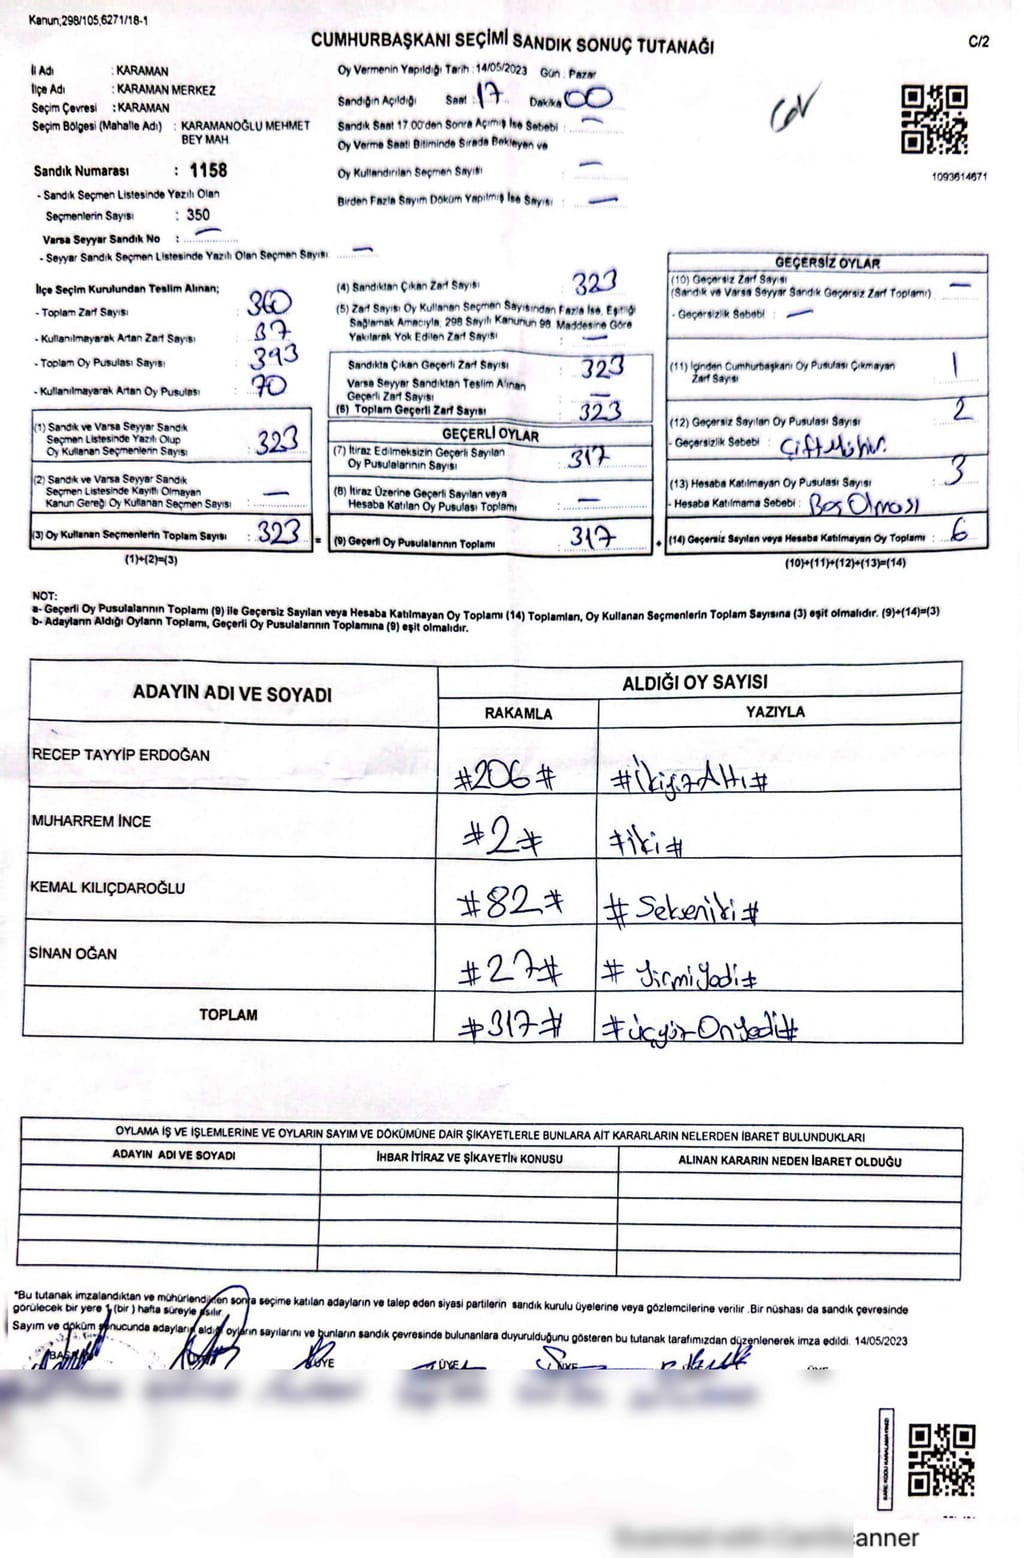 Kanun,298/105,6271/18-1
CUMHURBAŞKANI SEÇİMİ SANDIK SONUÇ TUTANAĞI
C/2
İl Adı : KARAMAN
İlçe Adı : KARAMAN MERKEZ
Seçim Çevresi : KARAMAN
Seçim Bölgesi (Mahalle Adı) : KARAMANOĞLU MEHMET
BEY MAH.
Sandık Numarası : 1158
- Sandık Seçmen Listesinde Yazılı Olan
Seçmenlerin Sayısı : 350
Varsa Seyyar Sandık No : —
- Seyyar Sandık Seçmen Listesinde Yazılı Olan Seçmen Sayısı —
Oy Vermenin Yapıldığı Tarih : 14/05/2023 Gün : Pazar
Sandığın Açıldığı Saat : 17 Dakika 00
Sandık Saat 17.00'den Sonra Açılmış İse Sebebi : —
Oy Verme Saati Bitiminde Sırada Bekleyen ve
Oy Kullandırılan Seçmen Sayısı : —
Birden Fazla Sayım Döküm Yapılmış İse Sayısı : —
1093614671
İlçe Seçim Kurulundan Teslim Alınan;
- Toplam Zarf Sayısı : 360
- Kullanılmayarak Artan Zarf Sayısı : 37
- Toplam Oy Pusulası Sayısı : 393
- Kullanılmayarak Artan Oy Pusulası : 70
(1) Sandık ve Varsa Seyyar Sandık
Seçmen Listesinde Yazılı Olup
Oy Kullanan Seçmenlerin Sayısı : 323
(2) Sandık ve Varsa Seyyar Sandık
Seçmen Listesinde Kayıtlı Olmayan
Kanun Gereği Oy Kullanan Seçmen Sayısı : —
(3) Oy Kullanan Seçmenlerin Toplam Sayısı : 323 =
(1)+(2)=(3)
(4) Sandıktan Çıkan Zarf Sayısı : 323
(5) Zarf Sayısı Oy Kullanan Seçmen Sayısından Fazla İse, Eşitliği
Sağlamak Amacıyla, 298 Sayılı Kanunun 98. Maddesine Göre
Yakılarak Yok Edilen Zarf Sayısı : —
Sandıkta Çıkan Geçerli Zarf Sayısı : 323
Varsa Seyyar Sandıktan Teslim Alınan
Geçerli Zarf Sayısı : —
(6) Toplam Geçerli Zarf Sayısı : 323
GEÇERLİ OYLAR
(7) İtiraz Edilmeksizin Geçerli Sayılan
Oy Pusulalarının Sayısı : 317
(8) İtiraz Üzerine Geçerli Sayılan veya
Hesaba Katılan Oy Pusulası Toplamı : —
(9) Geçerli Oy Pusulalarının Toplamı : 317 +
GEÇERSİZ OYLAR
(10) Geçersiz Zarf Sayısı
(Sandık ve Varsa Seyyar Sandık Geçersiz Zarf Toplamı) : —
- Geçersizlik Sebebi : —
(11) İçinden Cumhurbaşkanı Oy Pusulası Çıkmayan
Zarf Sayısı : 1
(12) Geçersiz Sayılan Oy Pusulası Sayısı : 2
- Geçersizlik Sebebi : Çift Mühür.
(13) Hesaba Katılmayan Oy Pusulası Sayısı : 3
- Hesaba Katılmama Sebebi : Boş Olması
(14) Geçersiz Sayılan veya Hesaba Katılmayan Oy Toplamı : 6
(10)+(11)+(12)+(13)=(14)
NOT:
a- Geçerli Oy Pusulalarının Toplamı (9) ile Geçersiz Sayılan veya Hesaba Katılmayan Oy Toplamı (14) Toplamları, Oy Kullanan Seçmenlerin Toplam Sayısına (3) eşit olmalıdır. (9)+(14)=(3)
b- Adayların Aldığı Oyların Toplamı, Geçerli Oy Pusulalarının Toplamına (9) eşit olmalıdır.
ADAYIN ADI VE SOYADI
ALDIĞI OY SAYISI
RAKAMLA YAZIYLA
RECEP TAYYİP ERDOĞAN #206# #ikiyüzAltı#
MUHARREM İNCE #2# #iki#
KEMAL KILIÇDAROĞLU #82# #Sekseniki#
SİNAN OĞAN #27# #YirmiYedi#
TOPLAM #317# #ÜçyüzOnYedi#
OYLAMA İŞ VE İŞLEMLERİNE VE OYLARIN SAYIM VE DÖKÜMÜNE DAİR ŞİKAYETLERLE BUNLARA AİT KARARLARIN NELERDEN İBARET BULUNDUKLARI
ADAYIN ADI VE SOYADI İHBAR İTİRAZ VE ŞİKAYETİN KONUSU ALINAN KARARIN NEDEN İBARET OLDUĞU
*Bu tutanak imzalandıktan ve mühürlendikten sonra seçime katılan adayların ve talep eden siyasi partilerin sandık kurulu üyelerine veya gözlemcilerine verilir .Bir nüshası da sandık çevresinde
görülecek bir yere 1 (bir ) hafta süreyle asılır.
Sayım ve döküm sonucunda adayların aldığı oyların sayılarını ve bunların sandık çevresinde bulunanlara duyurulduğunu gösteren bu tutanak tarafımızdan düzenlenerek imza edildi. 14/05/2023
ÜYE ÜYE ÜYE